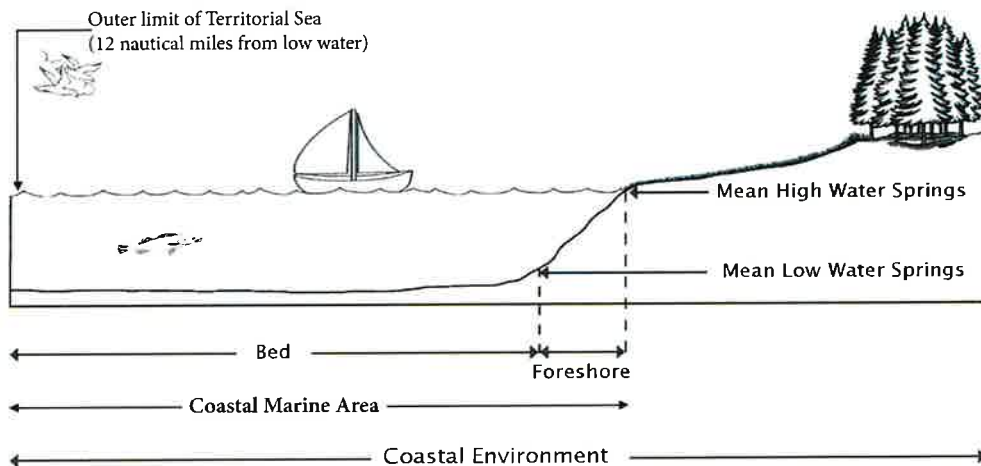 Outer limit of Territorial Sea
(12 nautical miles from low water)
Mean High Water Springs
Mean Low Water Springs
Bed
Foreshore
Coastal Marine Area
Coastal Environment